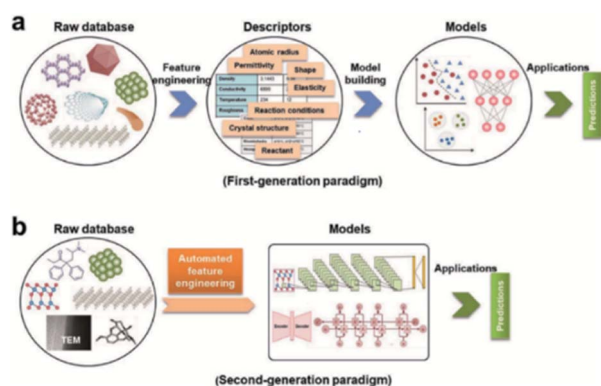 a
Raw database
Feature
engineering
Descriptors
Atomic radius
Permittivity
Shape
Density
Conductivity
Elasticity
Temperature
Roughness
Reaction conditions
Crystal structure
Reactant
Model
building
Models
Applications
Predictions
(First-generation paradigm)
b
Raw database
TEM
Automated
feature
engineering
Models
Applications
Predictions
(Second-generation paradigm)